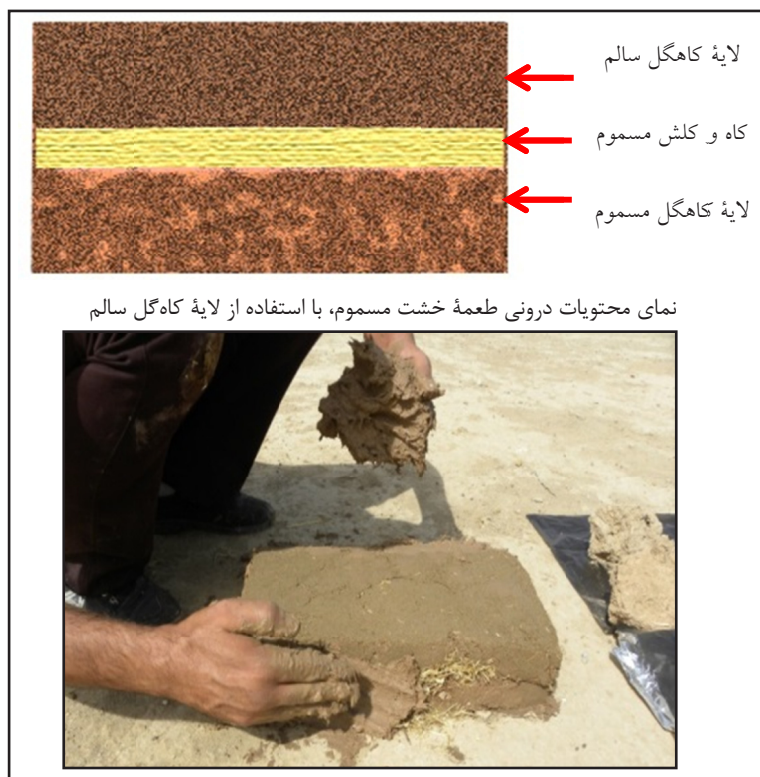 لایهٔ کاهگل سالم
کاه و کلش مسموم
لایهٔ کاهگل مسموم
نمای محتویات درونی طعمهٔ خشت مسموم، با استفاده از لایهٔ کاه‌گل سالم